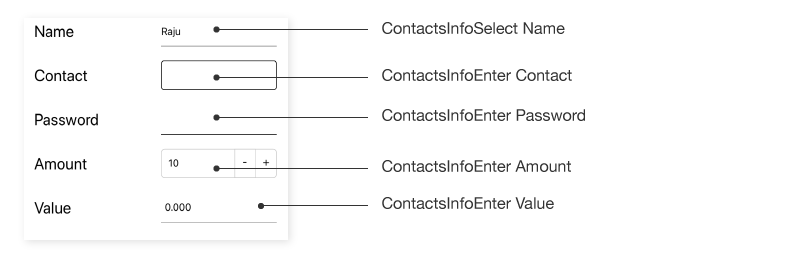 Name Raju ContactsInfoSelect Name
Contact ContactsInfoEnter Contact
Password ContactsInfoEnter Password
Amount 10 - + ContactsInfoEnter Amount
Value 0.000 ContactsInfoEnter Value